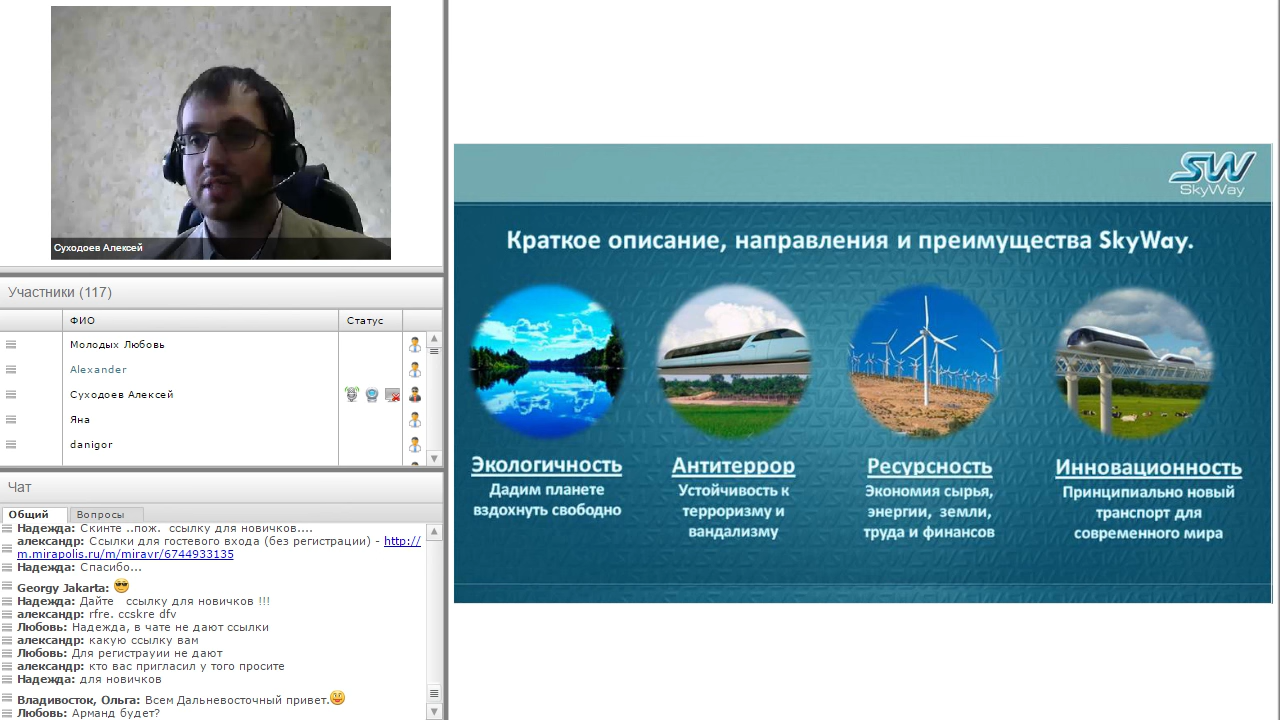 Суходоев Алексей
Участники (117)
ФИО
Статус
Молодых Любовь
Alexander
Суходоев Алексей
Яна
danigor
Чат
Общий
Вопросы
Надежда: Скинте ..пож. ссылку для новичков....
александр: Ссылки для гостевого входа (без регистрации) - http://
m.mirapolis.ru/m/miravr/6744933135
Надежда: Спасибо...
Georgy Jakarta:
Надежда: Дайте ссылку для новичков !!!
александр: rfre. ccskre dfv
Любовь: Надежда, в чате не дают ссылки
александр: какую ссылку вам
Любовь: Для регистрауии не дают
александр: кто вас пригласил у того просите
Надежда: для новичков
Владивосток, Ольга: Всем Дальневосточный привет.
Любовь: Арманд будет?
SW
SkyWay
Краткое описание, направления и преимущества SkyWay.
Экологичность
Дадим планете
вздохнуть свободно
Антитеррор
Устойчивость к
терроризму и
вандализму
Ресурсность
Экономия сырья,
энергии, земли,
труда и финансов
Инновационность
Принципиально новый
транспорт для
современного мира